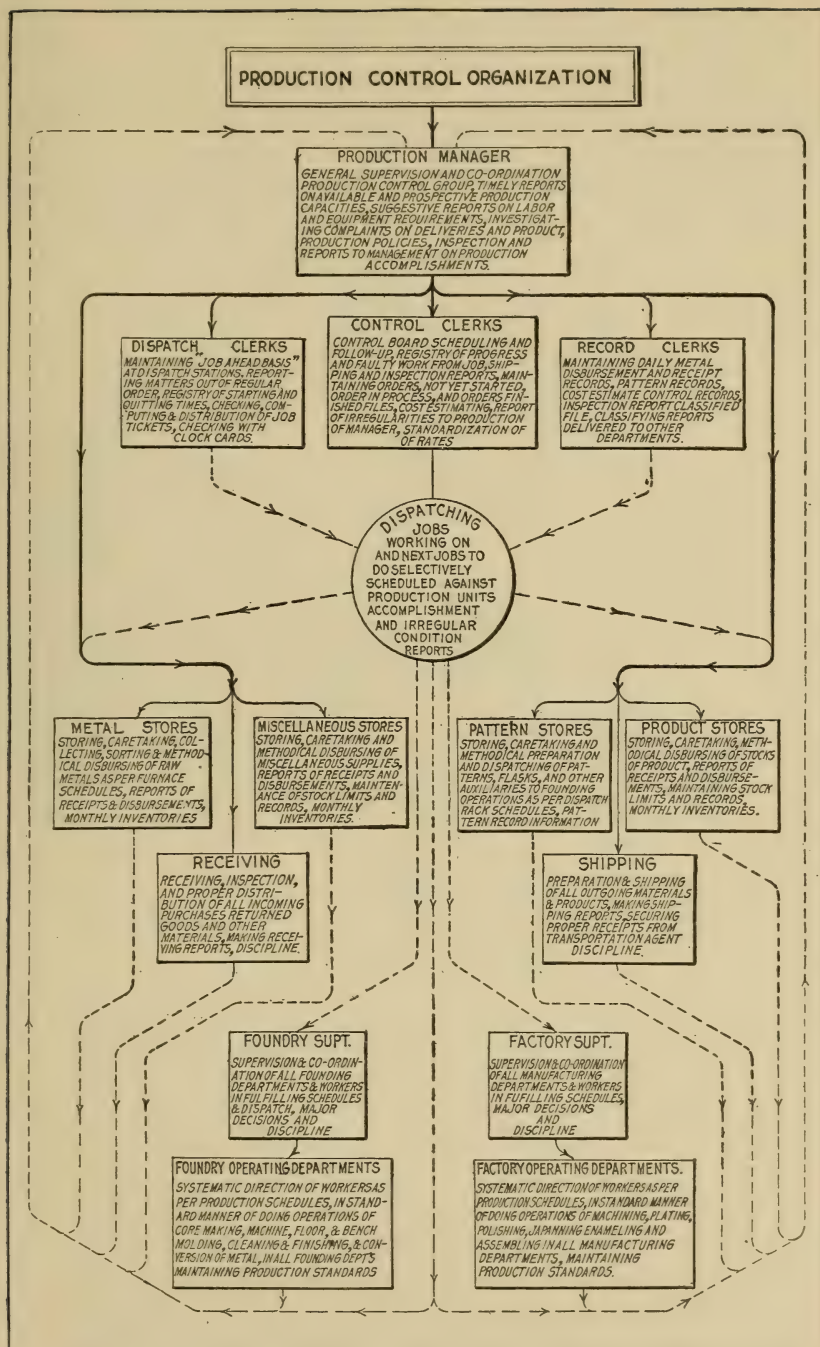 PRODUCTION CONTROL ORGANIZATION
PRODUCTION MANAGER
GENERAL SUPERVISION AND CO-ORDINATION
PRODUCTION CONTROL GROUP, TIMELY REPORTS
ON AVAILABLE AND PROSPECTIVE PRODUCTION
CAPACITIES, SUGGESTIVE REPORTS ON LABOR
AND EQUIPMENT REQUIREMENTS, INVESTIGAT-
ING COMPLAINTS ON DELIVERIES AND PRODUCT,
PRODUCTION POLICIES, INSPECTION AND
REPORTS TO MANAGEMENT ON PRODUCTION
ACCOMPLISHMENTS.
DISPATCH CLERKS
MAINTAINING "JOB AHEAD BASIS"
AT DISPATCH STATIONS, REPORT-
ING MATTERS OUT OF REGULAR
ORDER, REGISTRY OF STARTING AND
QUITTING TIMES, CHECKING, COM-
PUTING & DISTRIBUTION OF JOB
TICKETS, CHECKING WITH
CLOCK CARDS.
CONTROL CLERKS
CONTROL BOARD SCHEDULING AND
FOLLOW-UP, REGISTRY OF PROGRESS
AND FAULTY WORK FROM JOB, SHIP-
PING AND INSPECTION REPORTS, MAIN-
TAINING ORDERS, NOT YET STARTED,
ORDER IN PROCESS, AND ORDERS FIN-
ISHED FILES, COST ESTIMATING, REPORT
OF IRREGULARITIES TO PRODUCTION
OF MANAGER, STANDARDIZATION OF
OF RATES
RECORD CLERKS
MAINTAINING DAILY METAL
DISBURSEMENT AND RECEIPT
RECORDS, PATTERN RECORDS,
COST ESTIMATE CONTROL RECORDS,
INSPECTION REPORT CLASSIFIED
FILE, CLASSIFYING REPORTS
DELIVERED TO OTHER
DEPARTMENTS.
DISPATCHING
JOBS
WORKING ON
AND NEXT JOBS TO
DO SELECTIVELY
SCHEDULED AGAINST
PRODUCTION UNITS
ACCOMPLISHMENT
AND IRREGULAR
CONDITION
REPORTS
METAL STORES
STORING, CARETAKING, COL-
LECTING, SORTING & METHOD-
ICAL DISBURSING OF RAW
METALS AS PER FURNACE
SCHEDULES, REPORTS OF
RECEIPTS & DISBURSEMENTS,
MONTHLY INVENTORIES
MISCELLANEOUS STORES
STORING, CARETAKING AND
METHODICAL DISBURSING OF
MISCELLANEOUS SUPPLIES,
REPORTS OF RECEIPTS AND
DISBURSEMENTS, MAINTEN-
ANCE OF STOCK LIMITS AND
RECORDS, MONTHLY
INVENTORIES.
PATTERN STORES
STORING, CARETAKING AND
METHODICAL PREPARATION
AND DISPATCHING OF PAT-
TERNS, FLASKS, AND OTHER
AUXILIARIES TO FOUNDING
OPERATIONS AS PER DISPATCH
RACK SCHEDULES, PAT-
TERN RECORD INFORMATION
PRODUCT STORES
STORING, CARETAKING, METH-
ODICAL DISBURSING OF STOCKS
OF PRODUCT, REPORTS OF
RECEIPTS AND DISBURSE-
MENTS, MAINTAINING STOCK
LIMITS AND RECORDS,
MONTHLY INVENTORIES.
RECEIVING
RECEIVING, INSPECTION,
AND PROPER DISTRI-
BUTION OF ALL INCOMING
PURCHASES RETURNED
GOODS AND OTHER
MATERIALS, MAKING RECEI-
VING REPORTS, DISCIPLINE.
SHIPPING
PREPARATION & SHIPPING
OF ALL OUTGOING MATERIALS
& PRODUCTS, MAKING SHIP-
PING REPORTS, SECURING
PROPER RECEIPTS FROM
TRANSPORTATION AGENT
DISCIPLINE.
FOUNDRY SUPT.
SUPERVISION & CO-ORDIN-
ATION OF ALL FOUNDING
DEPARTMENTS & WORKERS
IN FULFILLING SCHEDULES
& DISPATCH, MAJOR
DECISIONS AND
DISCIPLINE
FACTORY SUPT.
SUPERVISION & CO-ORDINATION
OF ALL MANUFACTURING
DEPARTMENTS & WORKERS
IN FUFILLING SCHEDULES,
MAJOR DECISIONS
AND
DISCIPLINE
FOUNDRY OPERATING DEPARTMENTS
SYSTEMATIC DIRECTION OF WORKERS AS
PER PRODUCTION SCHEDULES, IN STAND-
ARD MANNER OF DOING OPERATIONS OF
CORE MAKING, MACHINE, FLOOR, & BENCH
MOLDING, CLEANING & FINISHING, & CON-
VERSION OF METAL, IN ALL FOUNDING DEPT'S
MAINTAINING PRODUCTION STANDARDS
FACTORY OPERATING DEPARTMENTS.
SYSTEMATIC DIRECTION OF WORKERS AS PER
PRODUCTION SCHEDULES, IN STANDARD MANNER
OF DOING OPERATIONS OF MACHINING, PLATING,
POLISHING, JAPANNING ENAMELING AND
ASSEMBLING IN ALL MANUFACTURING
DEPARTMENTS, MAINTAINING
PRODUCTION STANDARDS.